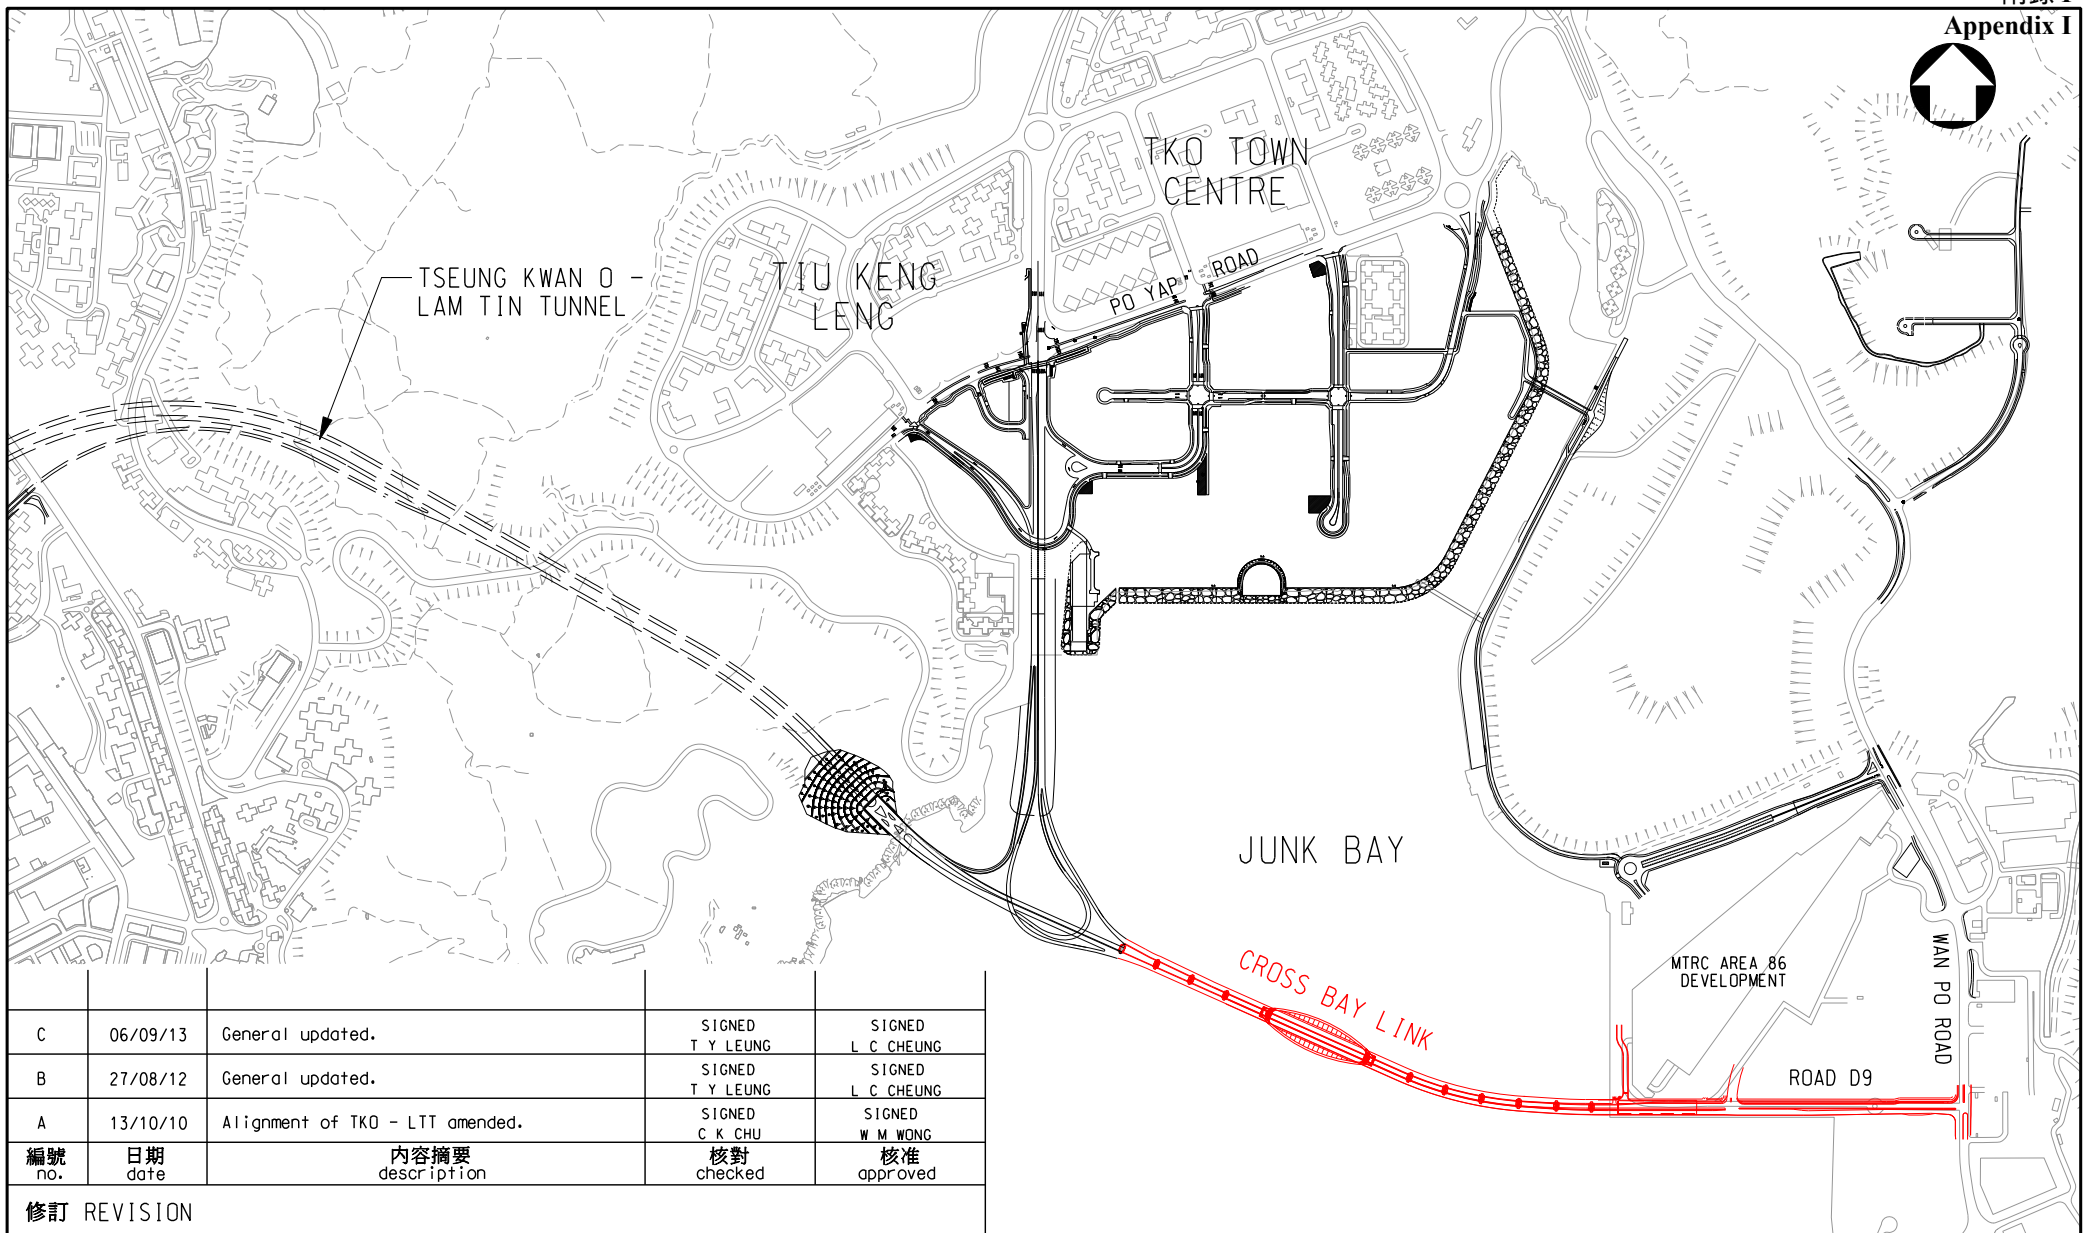 Appendix I
TKO TOWN
CENTRE
TSEUNG KWAN O -
LAM TIN TUNNEL
TIU KENG
LENG
PO YAP ROAD
JUNK BAY
CROSS BAY LINK
MTRC AREA 86
DEVELOPMENT
WAN PO ROAD
ROAD D9
C 06/09/13 General updated. SIGNED T Y LEUNG SIGNED L C CHEUNG
B 27/08/12 General updated. SIGNED T Y LEUNG SIGNED L C CHEUNG
A 13/10/10 Alignment of TKO - LTT amended. SIGNED C K CHU SIGNED W M WONG
編號 日期 內容摘要 核對 核准
no. date description checked approved
修訂 REVISION